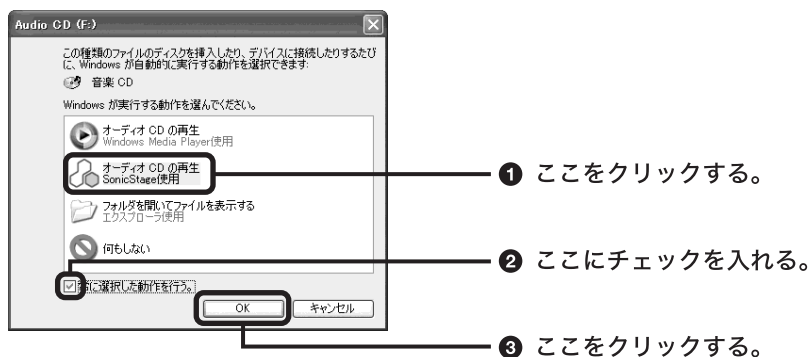 Audio CD (F:)
この種類のファイルのディスクを挿入したり、デバイスに接続したりするたび
に、Windows が自動的に実行する動作を選択できます:
音楽 CD
Windows が実行する動作を選んでください。
オーディオ CD の再生
Windows Media Player使用
オーディオ CD の再生
SonicStage使用
フォルダを開いてファイルを表示する
エクスプローラ使用
何もしない
常に選択した動作を行う。
OK
キャンセル
❶ ここをクリックする。
❷ ここにチェックを入れる。
❸ ここをクリックする。